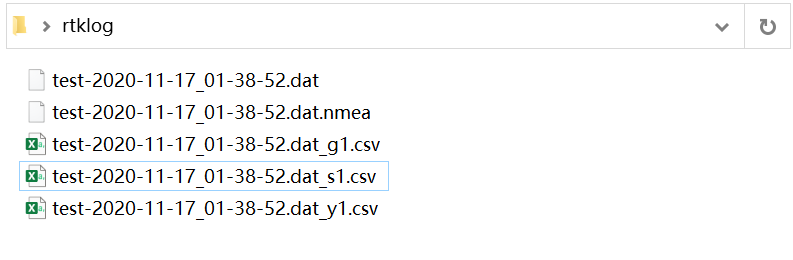 rtklog
test-2020-11-17_01-38-52.dat
test-2020-11-17_01-38-52.dat.nmea
test-2020-11-17_01-38-52.dat_g1.csv
test-2020-11-17_01-38-52.dat_s1.csv
test-2020-11-17_01-38-52.dat_y1.csv